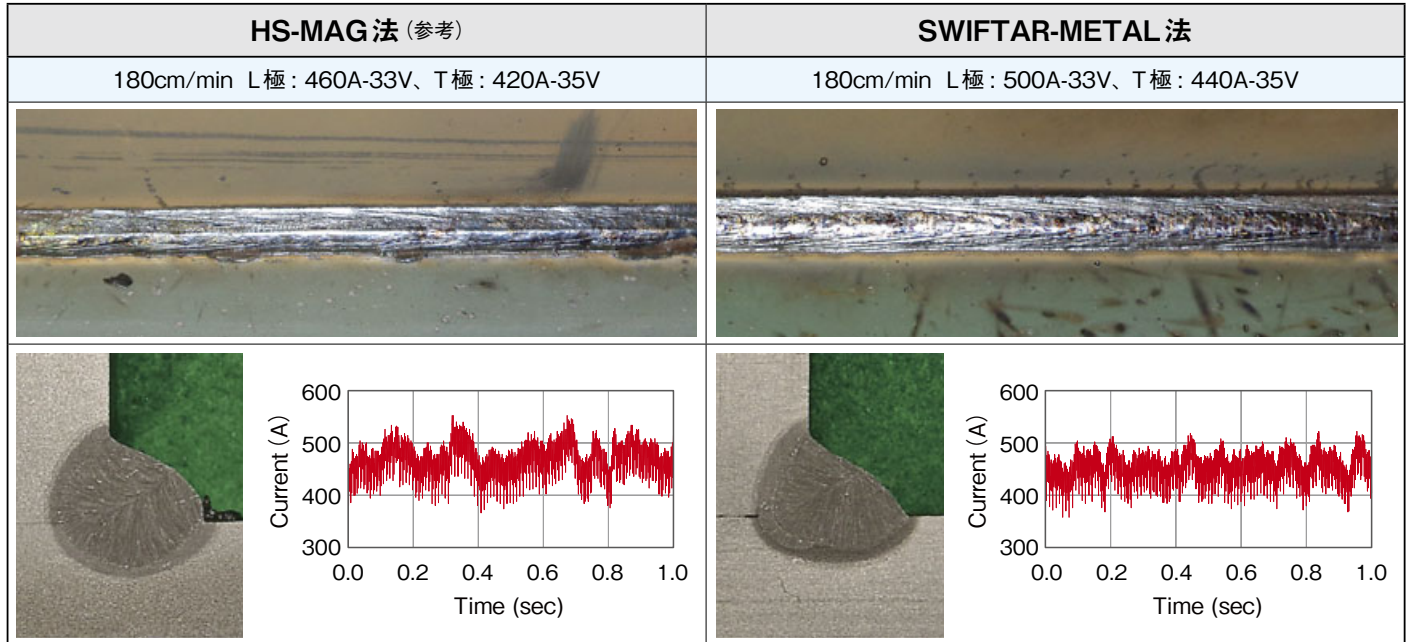 HS-MAG法（参考）
SWIFTAR-METAL法
180cm/min L極：460A-33V、T極：420A-35V
180cm/min L極：500A-33V、T極：440A-35V
600
500
400
300
Current（A）
0.0 0.2 0.4 0.6 0.8 1.0
Time (sec)
600
500
400
300
Current（A）
0.0 0.2 0.4 0.6 0.8 1.0
Time (sec)